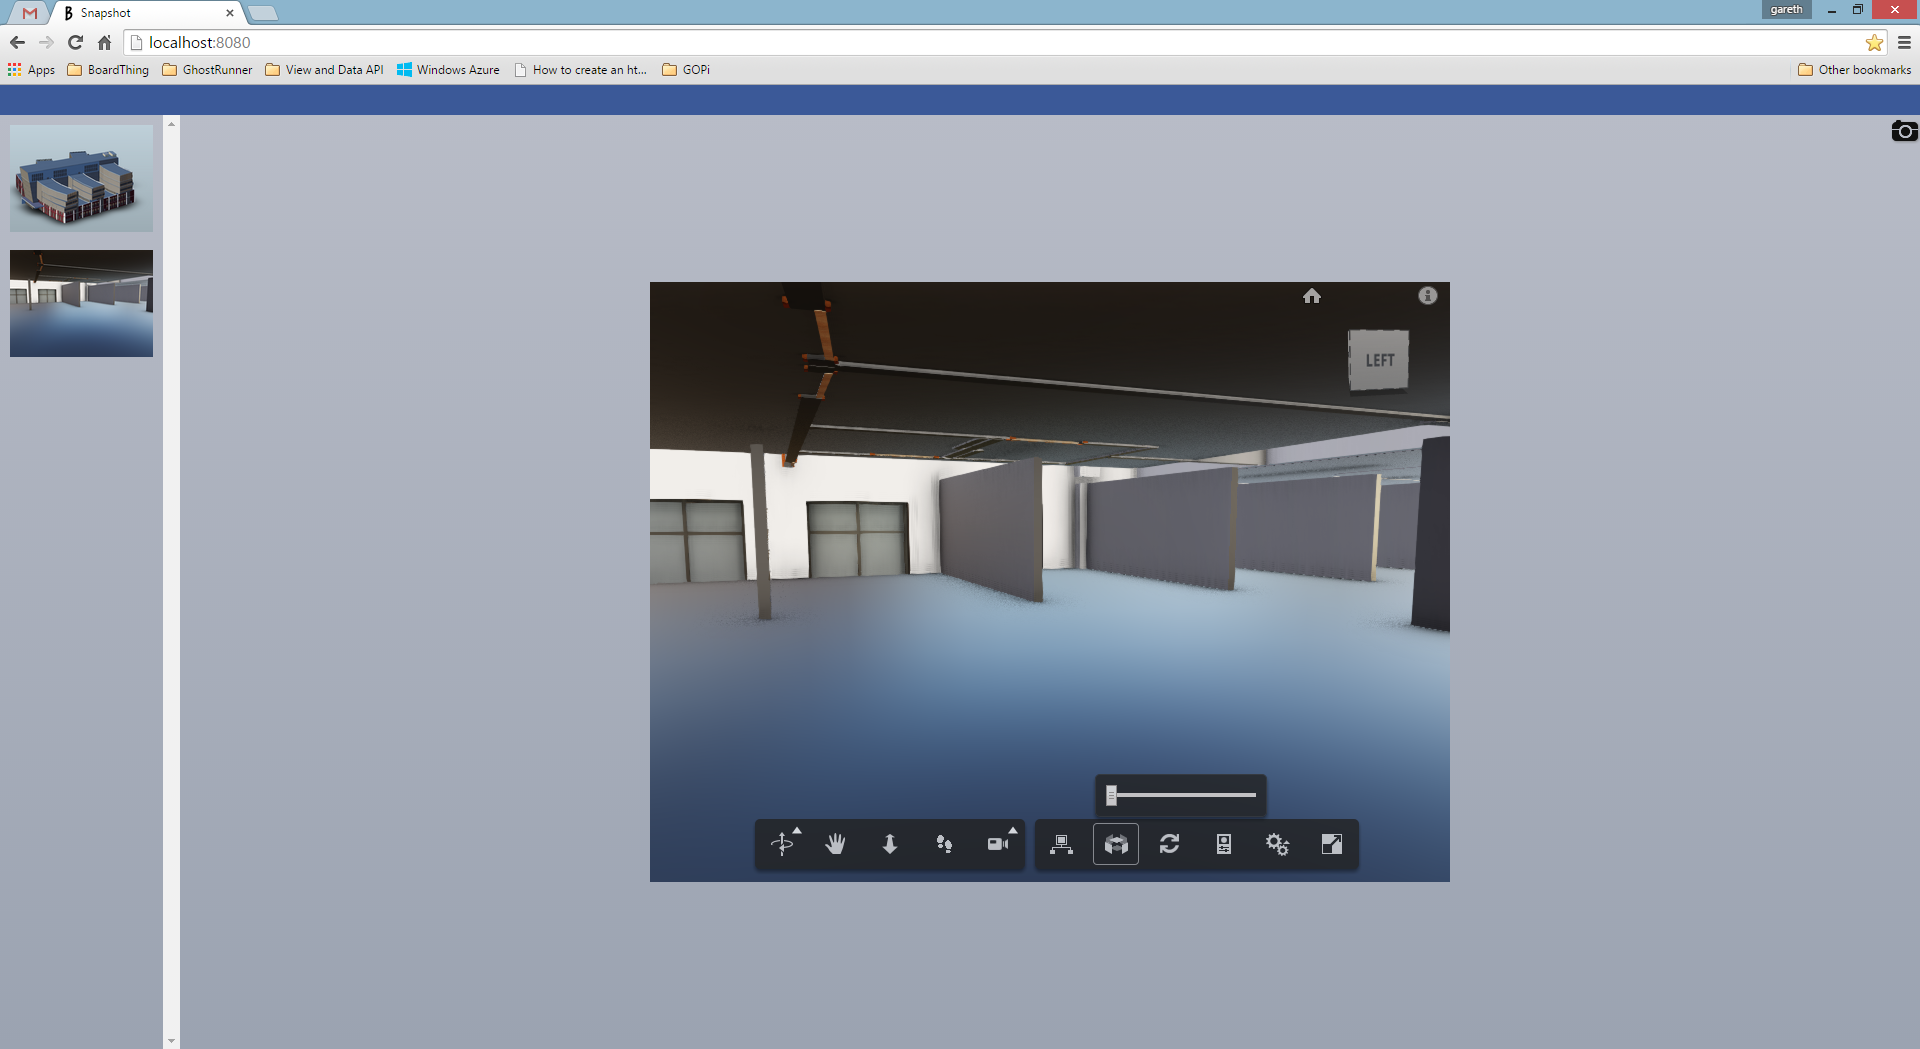 Snapshot
gareth
localhost:8080
Apps BoardThing GhostRunner View and Data API Windows Azure How to create an ht... GOPi Other bookmarks
LEFT